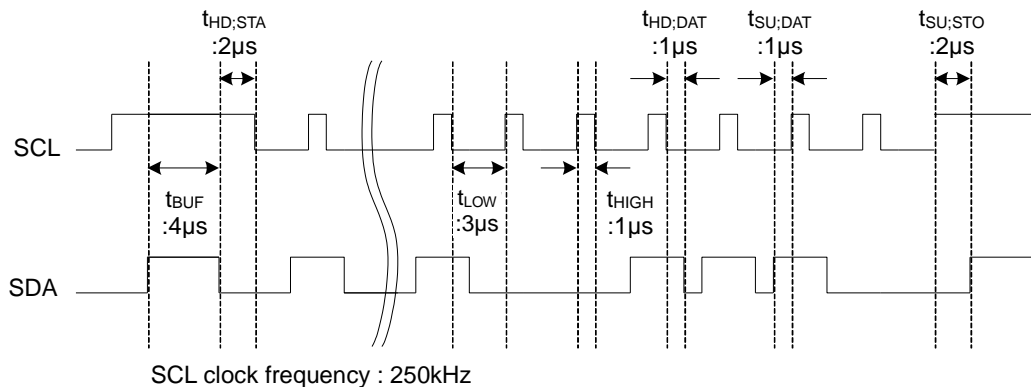 tHD;STA
:2µs
tHD;DAT
:1µs
tSU;DAT
:1µs
tSU;STO
:2µs
SCL
tBUF
:4µs
tLOW
:3µs
tHIGH
:1µs
SDA
SCL clock frequency : 250kHz